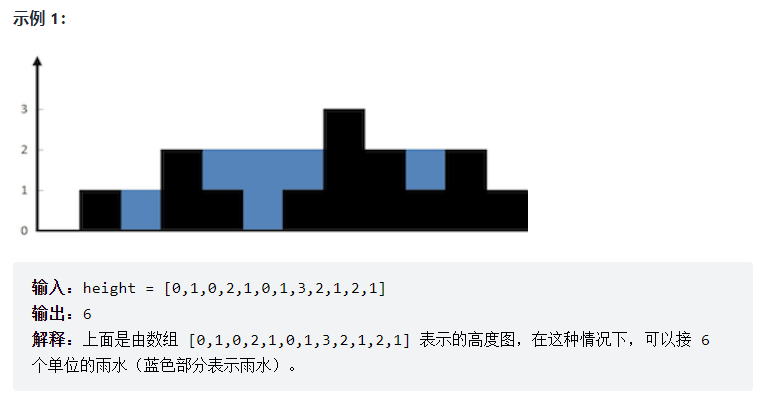 示例 1：
3
2
1
0
输入：height = [0,1,0,2,1,0,1,3,2,1,2,1]
输出：6
解释：上面是由数组 [0,1,0,2,1,0,1,3,2,1,2,1] 表示的高度图，在这种情况下，可以接 6
个单位的雨水（蓝色部分表示雨水）。